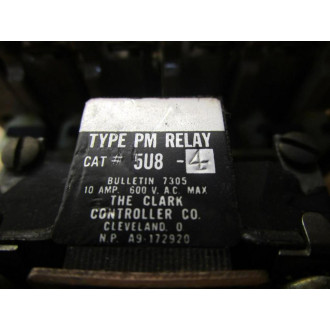 TYPE PM RELAY
CAT # 5U8 - 4
BULLETIN 7305
10 AMP. 600 V. A.C. MAX
THE CLARK
CONTROLLER CO.
CLEVELAND, O
N.P. A9-172920